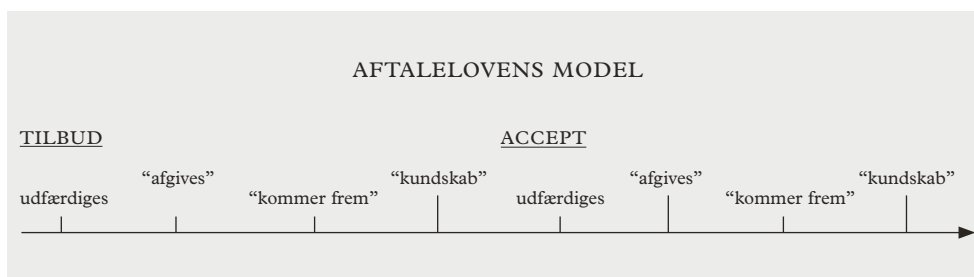 AFTALELOVENS MODEL
TILBUD ACCEPT
“afgives” “kundskab” “afgives” “kundskab”
udfærdiges “kommer frem” udfærdiges “kommer frem”